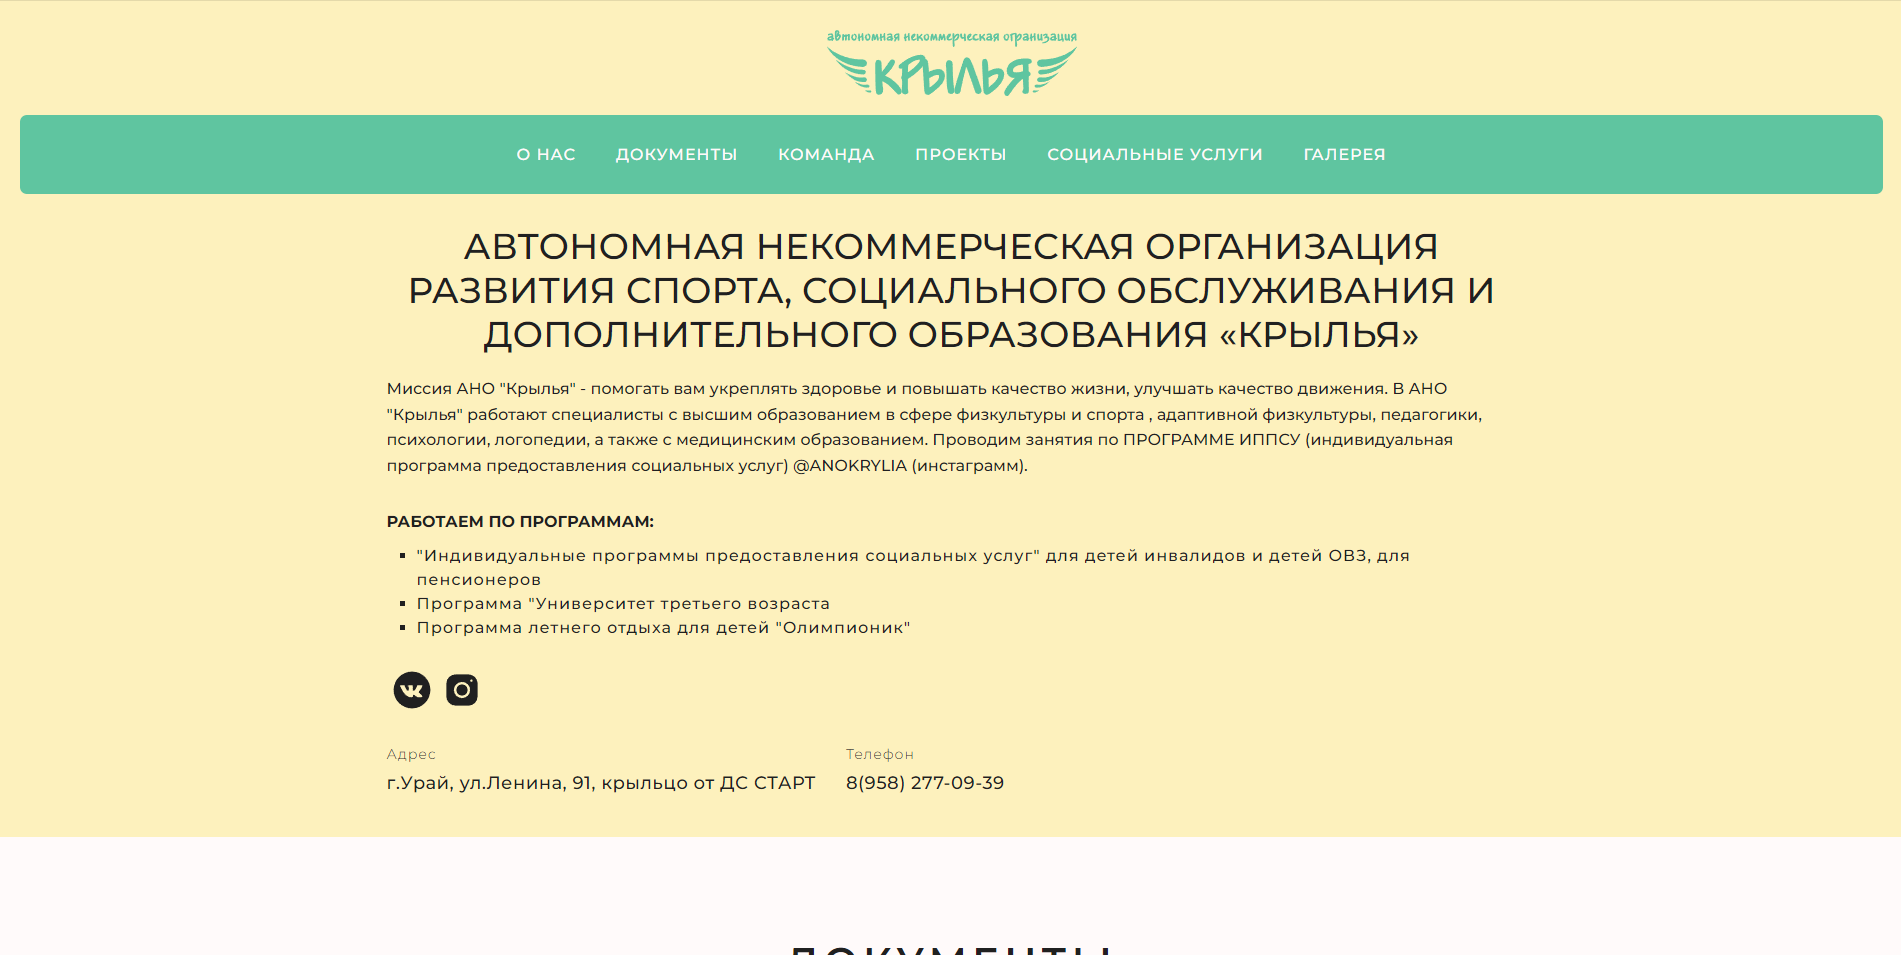 автономная некоммерческая огранизация
КРЫЛЬЯ
О НАС ДОКУМЕНТЫ КОМАНДА ПРОЕКТЫ СОЦИАЛЬНЫЕ УСЛУГИ ГАЛЕРЕЯ
АВТОНОМНАЯ НЕКОММЕРЧЕСКАЯ ОРГАНИЗАЦИЯ
РАЗВИТИЯ СПОРТА, СОЦИАЛЬНОГО ОБСЛУЖИВАНИЯ И
ДОПОЛНИТЕЛЬНОГО ОБРАЗОВАНИЯ «КРЫЛЬЯ»
Миссия АНО "Крылья" - помогать вам укреплять здоровье и повышать качество жизни, улучшать качество движения. В АНО
"Крылья" работают специалисты с высшим образованием в сфере физкультуры и спорта , адаптивной физкультуры, педагогики,
психологии, логопедии, а также с медицинским образованием. Проводим занятия по ПРОГРАММЕ ИППСУ (индивидуальная
программа предоставления социальных услуг) @ANOKRYLIA (инстаграмм).
РАБОТАЕМ ПО ПРОГРАММАМ:
"Индивидуальные программы предоставления социальных услуг" для детей инвалидов и детей ОВЗ, для
пенсионеров
Программа "Университет третьего возраста
Программа летнего отдыха для детей "Олимпионик"
Адрес
г.Урай, ул.Ленина, 91, крыльцо от ДС СТАРТ
Телефон
8(958) 277-09-39
ДОКУМЕНТЫ